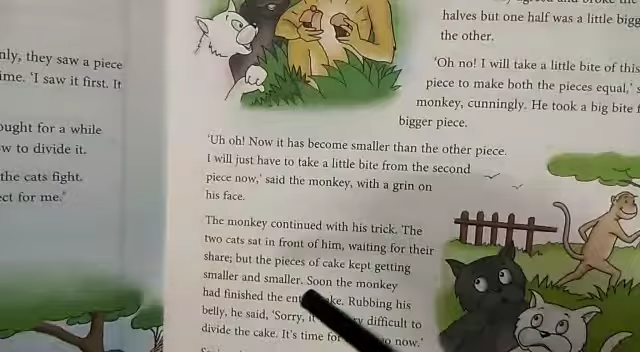 nly, they saw a piece
ime. 'I saw it first. It
ought for a while
w to divide it.
the cats fight.
ect for me.'
halves but one half was a little bigg
the other.
'Oh no! I will take a little bite of this
piece to make both the pieces equal,' s
monkey, cunningly. He took a big bite f
bigger piece.
'Uh oh! Now it has become smaller than the other piece.
I will just have to take a little bite from the second
piece now,' said the monkey, with a grin on
his face.
The monkey continued with his trick. The
two cats sat in front of him, waiting for their
share; but the pieces of cake kept getting
smaller and smaller. Soon the monkey
had finished the ent ake. Rubbing his
belly, he said, 'Sorry, it ry difficult to
divide the cake. It's time for o now.'